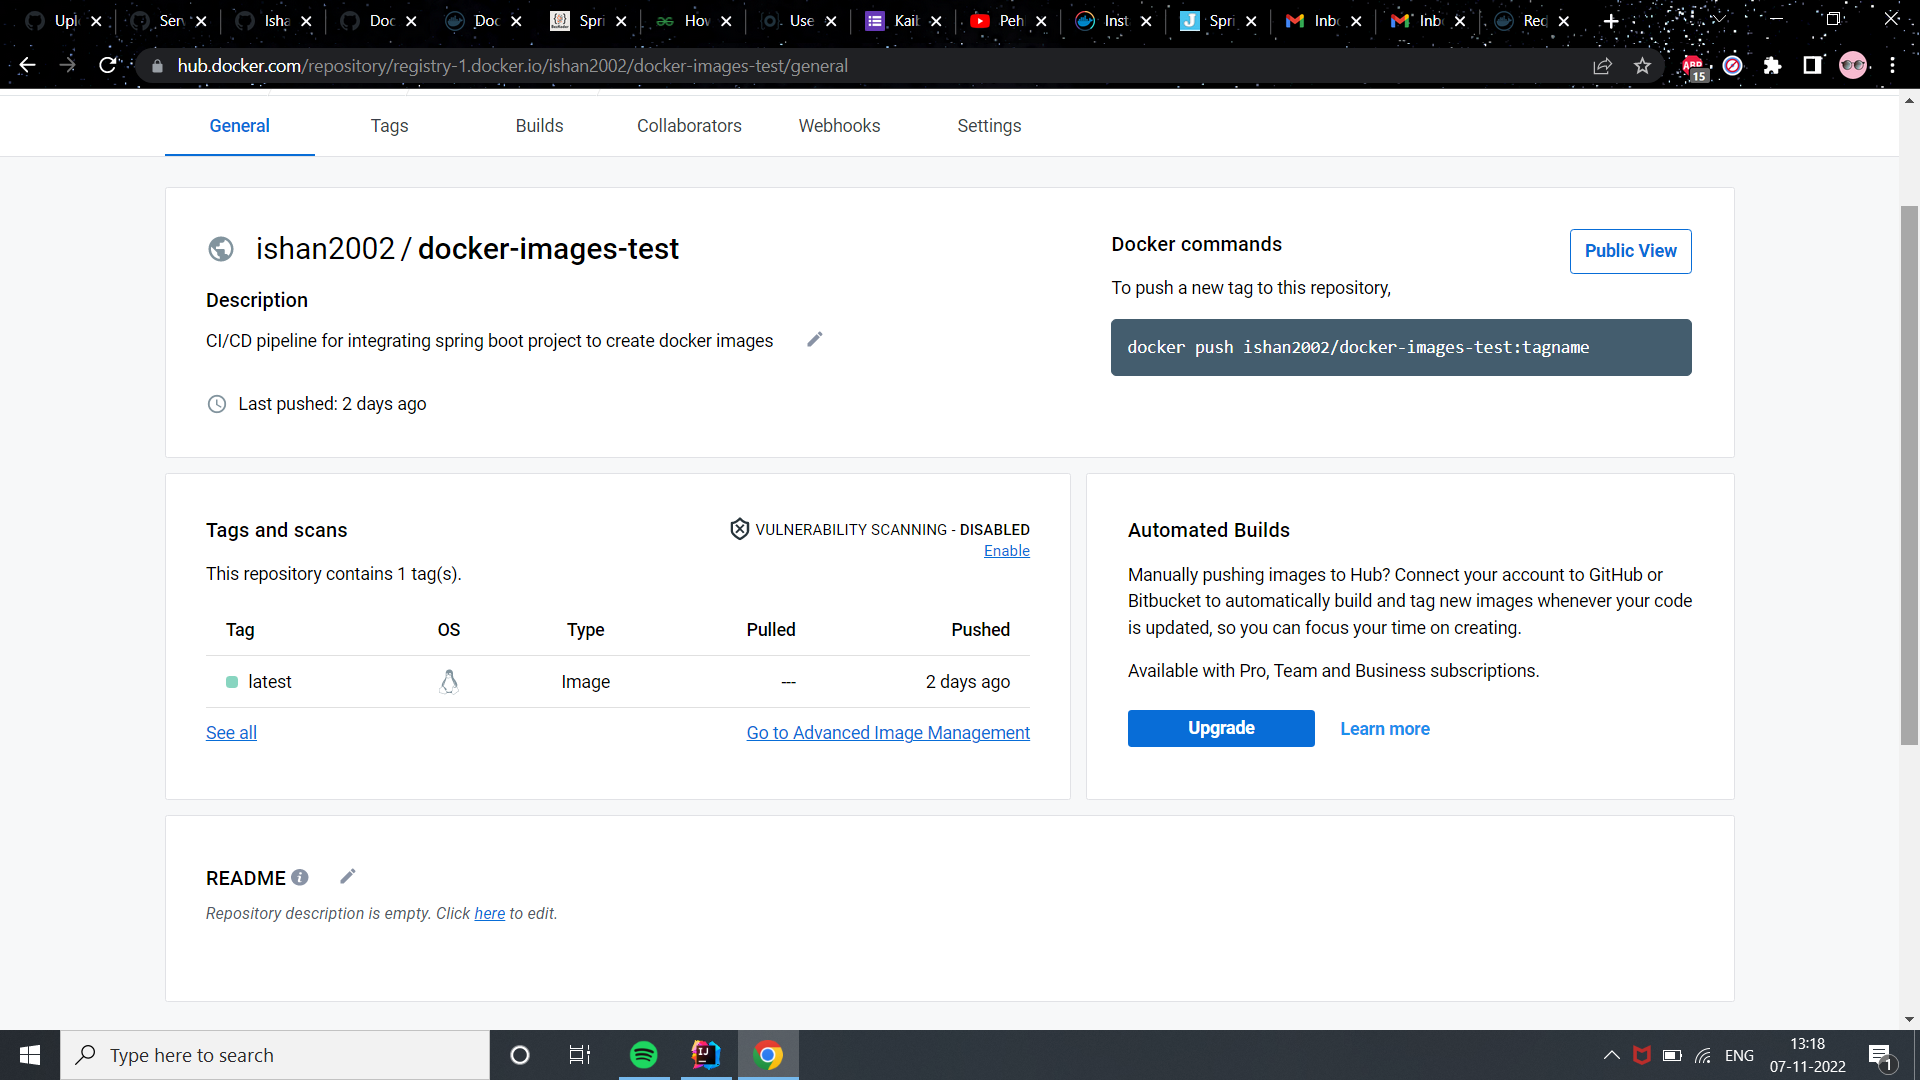 Upl
Ser
Isha
Doc
Doc
Spri
Hov
Use
Kait
Peh
Inst
Spri
Inbo
Inb
Rec
hub.docker.com/repository/registry-1.docker.io/ishan2002/docker-images-test/general
ABP
15
General
Tags
Builds
Collaborators
Webhooks
Settings
ishan2002 / docker-images-test
Description
CI/CD pipeline for integrating spring boot project to create docker images
Last pushed: 2 days ago
Docker commands
Public View
To push a new tag to this repository,
docker push ishan2002/docker-images-test:tagname
Tags and scans
VULNERABILITY SCANNING - DISABLED
Enable
This repository contains 1 tag(s).
Tag OS Type Pulled Pushed
latest Image --- 2 days ago
See all
Go to Advanced Image Management
Automated Builds
Manually pushing images to Hub? Connect your account to GitHub or
Bitbucket to automatically build and tag new images whenever your code
is updated, so you can focus your time on creating.
Available with Pro, Team and Business subscriptions.
Upgrade
Learn more
README
Repository description is empty. Click here to edit.
Type here to search
ENG
13:18
07-11-2022
1